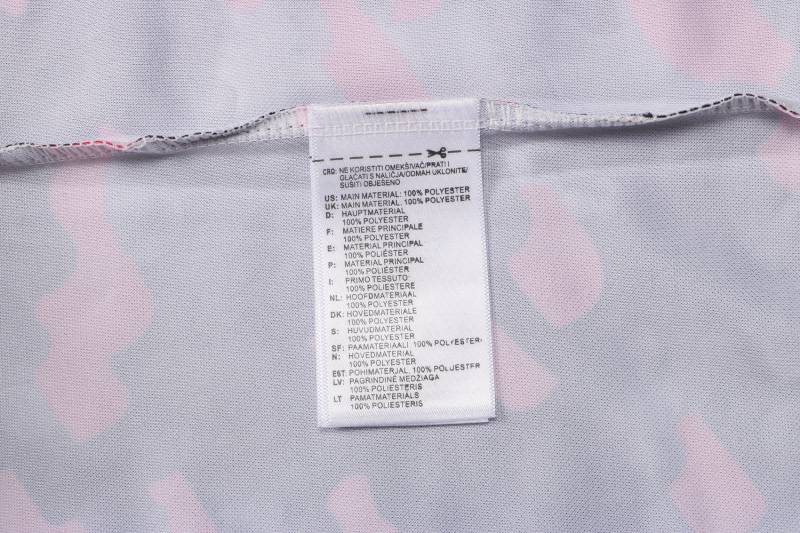 CRO: NE KORISTITI OMEKŠIVAČ/PRATI I
GLAČATI S NALIČJA/ODMAH UKLONITE/
SUŠITI OBJEŠENO
US: MAIN MATERIAL: 100% POLYESTER
UK: MAIN MATERIAL: 100% POLYESTER
D: HAUPTMATERIAL
100% POLYESTER
F: MATIERE PRINCIPALE
100% POLYESTER
E: MATERIAL PRINCIPAL
100% POLIÉSTER
P: MATERIAL PRINCIPAL
100% POLIÉSTER
I: PRIMO TESSUTO
100% POLIESTERE
NL: HOOFDMATERIAAL
100% POLYESTER
DK: HOVEDMATERIALE
100% POLYESTER
S: HUVUDMATERIAL
100% POLYESTER
SF: PAAMATERIAALI: 100% POLYESTERI
N: HOVEDMATERIAL
100% POLYESTER
EST: POHIMATERJAL: 100% POLÜESTER
LV: PAGRINDINĖ MEDŽIAGA
100% POLIESTERIS
LT PAMATMATERIALS
100% POLIESTERIS